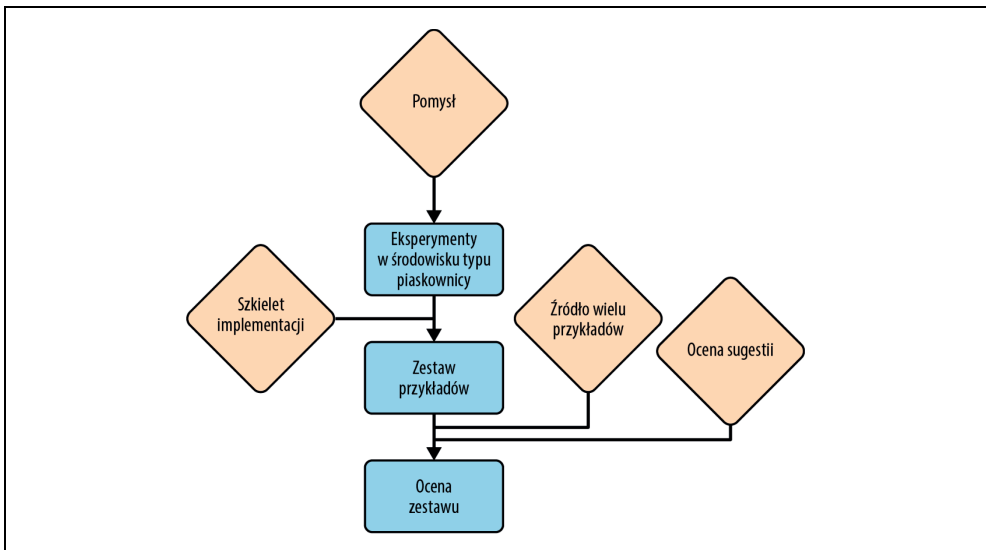 Pomysł
Eksperymenty
w środowisku typu
piaskownicy
Szkielet
implementacji
Źródło wielu
przykładów
Ocena sugestii
Zestaw
przykładów
Ocena
zestawu